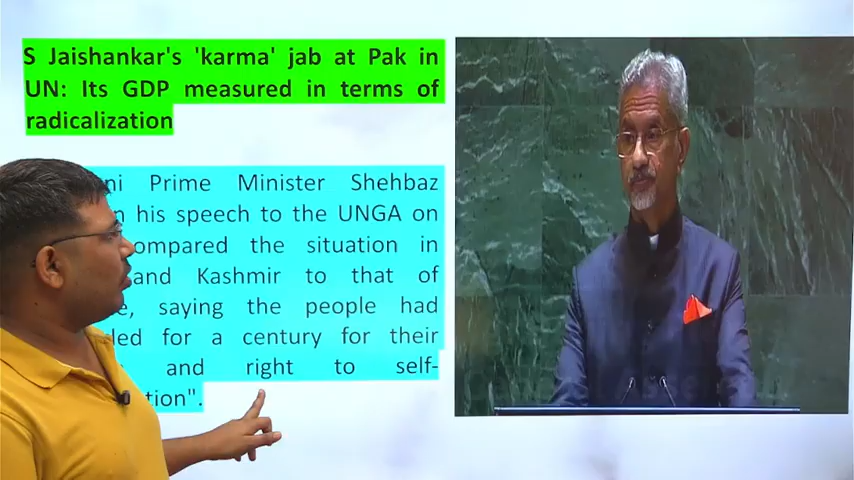 S Jaishankar's 'karma' jab at Pak in
UN: Its GDP measured in terms of
radicalization
Prime Minister Shehbaz
his speech to the UNGA on
compared the situation in
and Kashmir to that of
saying the people had
for a century for their
and right to self-